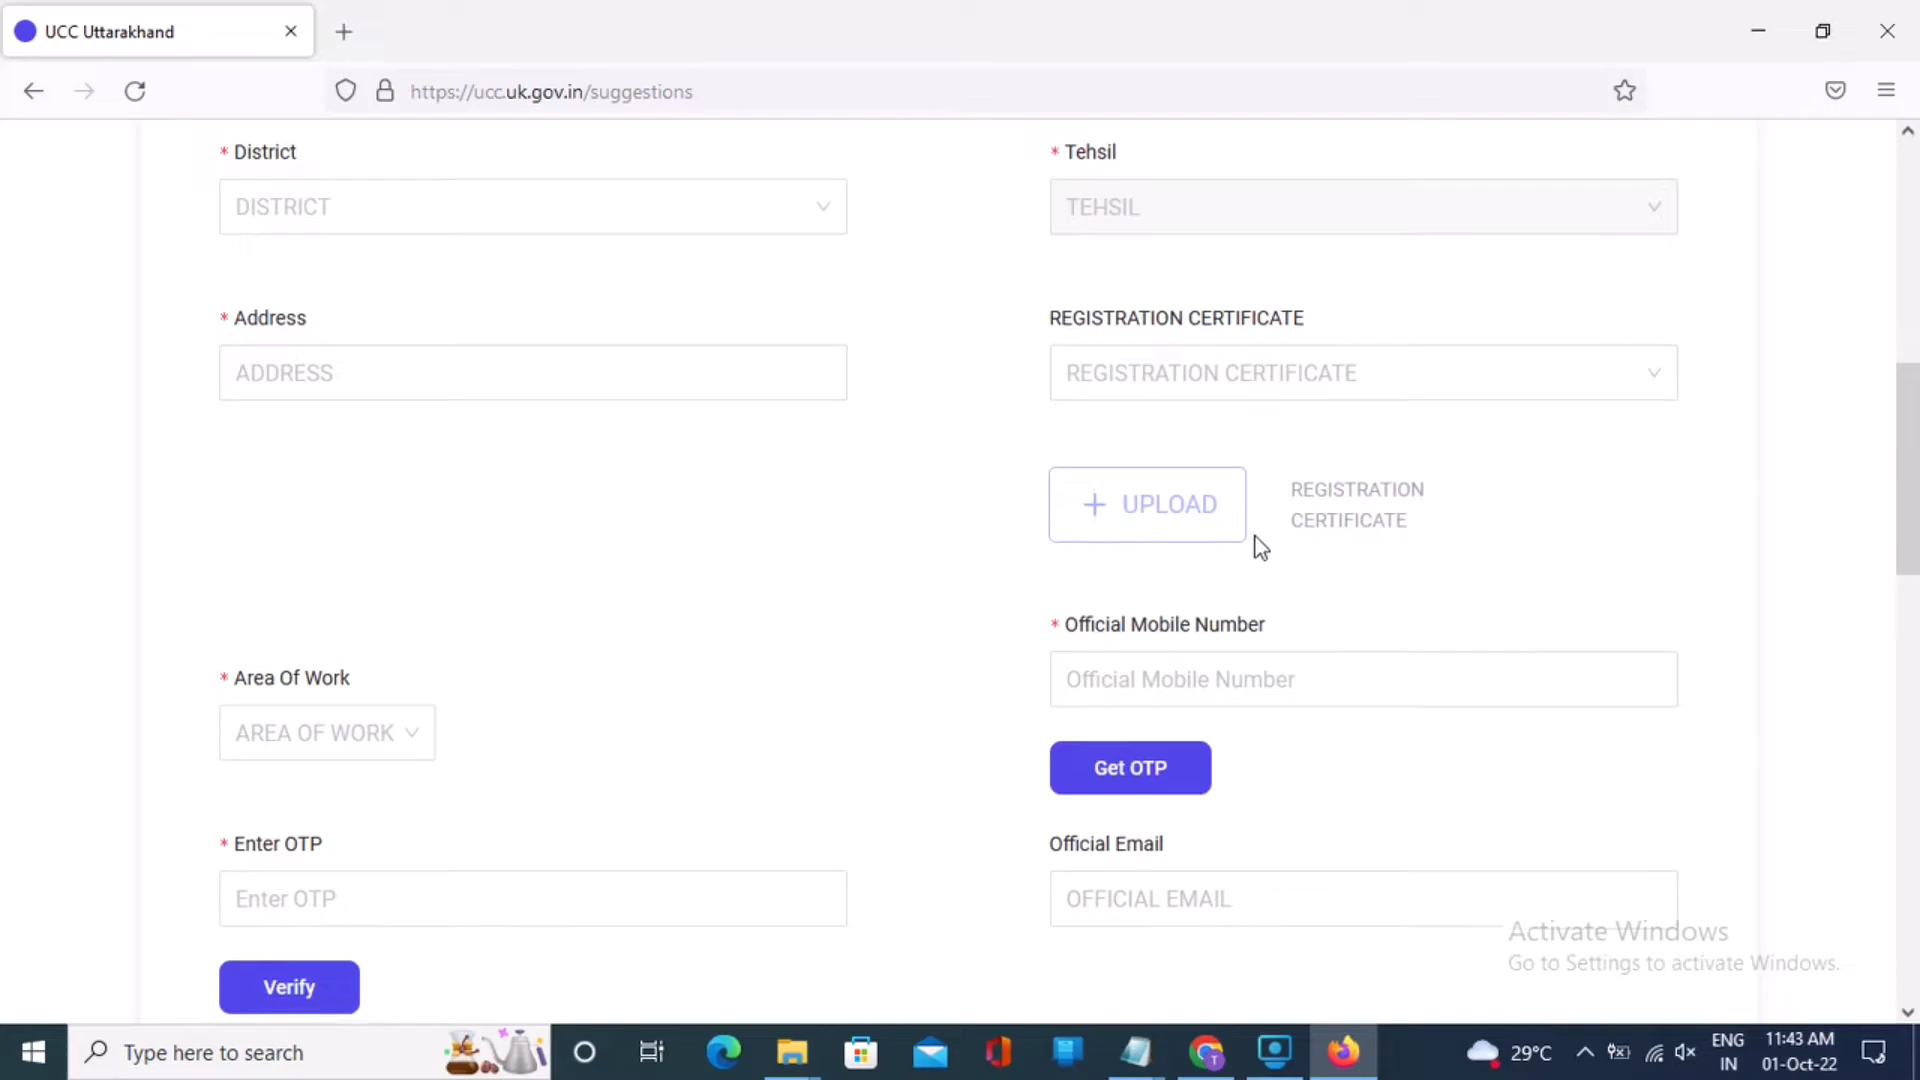 UCC Uttarakhand
https://ucc.uk.gov.in/suggestions
* District
* Tehsil
DISTRICT
TEHSIL
* Address
REGISTRATION CERTIFICATE
ADDRESS
REGISTRATION CERTIFICATE
UPLOAD
REGISTRATION
CERTIFICATE
* Official Mobile Number
Official Mobile Number
* Area Of Work
AREA OF WORK
Get OTP
* Enter OTP
Official Email
Enter OTP
OFFICIAL EMAIL
Activate Windows
Go to Settings to activate Windows.
Verify
Type here to search
T
29°C
ENG
IN
11:43 AM
01-Oct-22